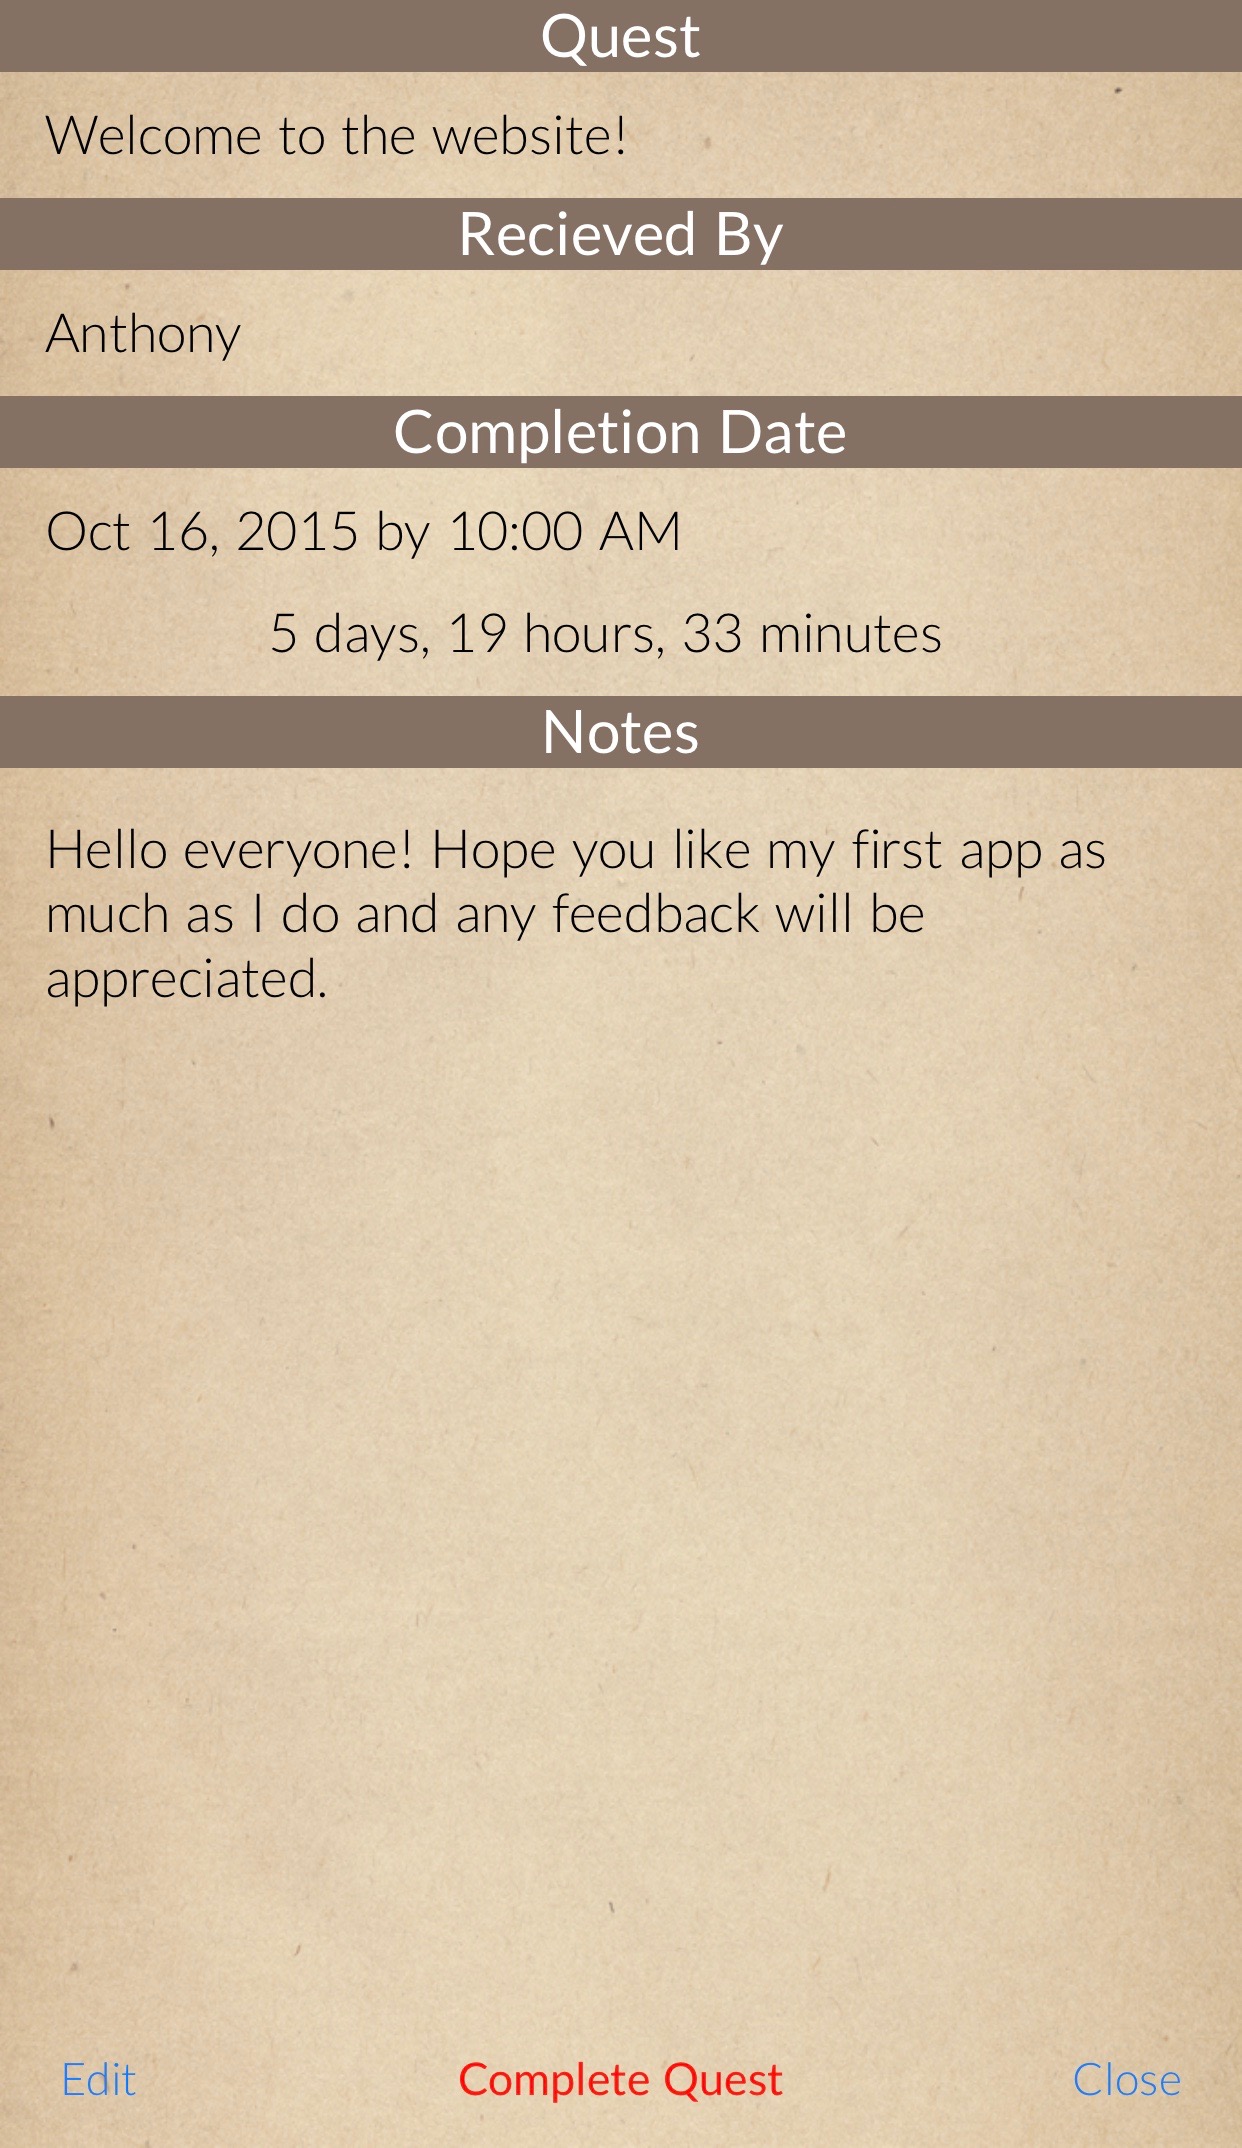 Quest
Welcome to the website!
Recieved By
Anthony
Completion Date
Oct 16, 2015 by 10:00 AM
5 days, 19 hours, 33 minutes
Notes
Hello everyone! Hope you like my first app as
much as I do and any feedback will be
appreciated.
Edit Complete Quest Close